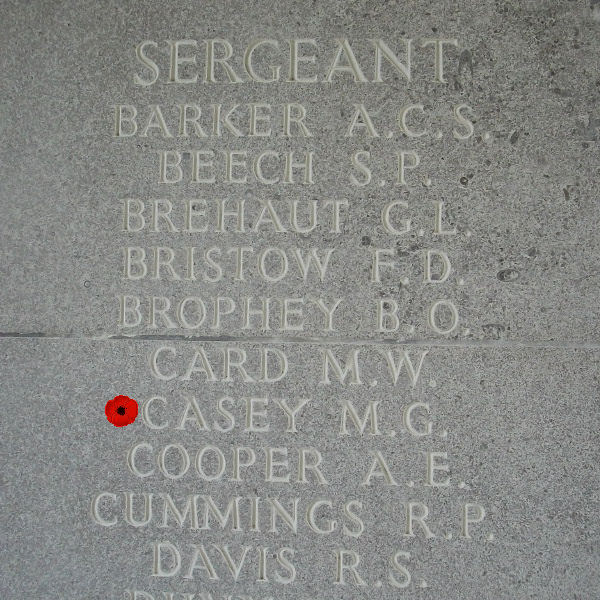 SERGEANT
BARKER A.C.S.
BEECH S.P.
BREHAUT G.L.
BRISTOW F.D.
BROPHEY B.O.
CARD M.W.
CASEY M.G.
COOPER A.E.
CUMMINGS R.P.
DAVIS R.S.